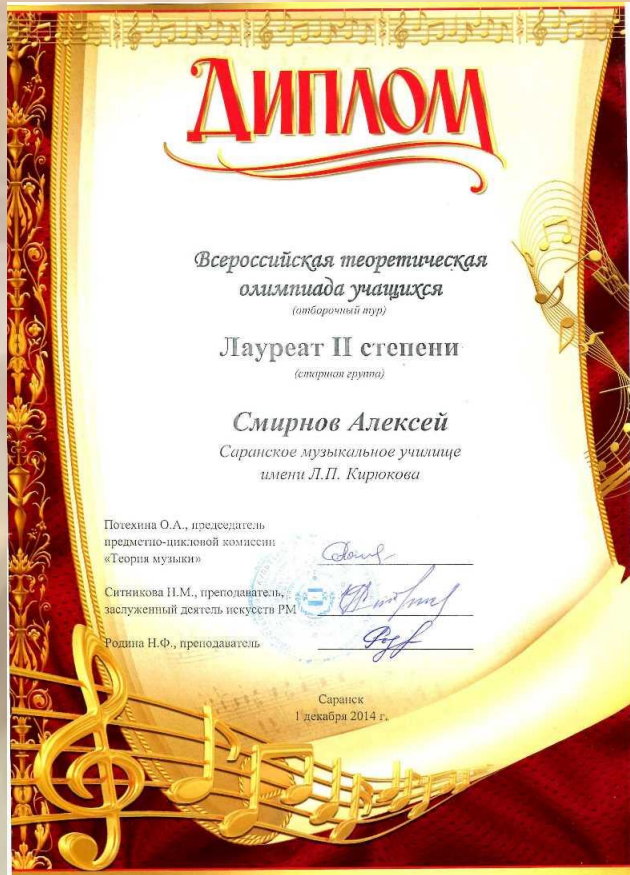 Диплом
Всероссийская теоретическая
олимпиада учащихся
(отборочный тур)
Лауреат II степени
(старшая группа)
Смирнов Алексей
Саранское музыкальное училище
имени Л.П. Кирюкова
Потехина О.А., председатель
предметно-цикловой комиссии
«Теория музыки»
Ситникова Н.М., преподаватель,
заслуженный деятель искусств РМ
Родина Н.Ф., преподаватель
Саранск
1 декабря 2014 г.